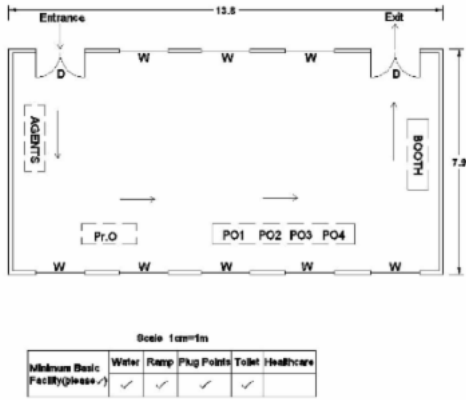 13.8
Entrance
Exit
W W W
D D
AGENTS
BOOTH
7.9
Pr.O
PO1 PO2 PO3 PO4
W W W W W
Scale 1cm=1m
Minimum Basic Facility(please✓) Water Ramp Plug Points Toilet Healthcare
✓ ✓ ✓ ✓